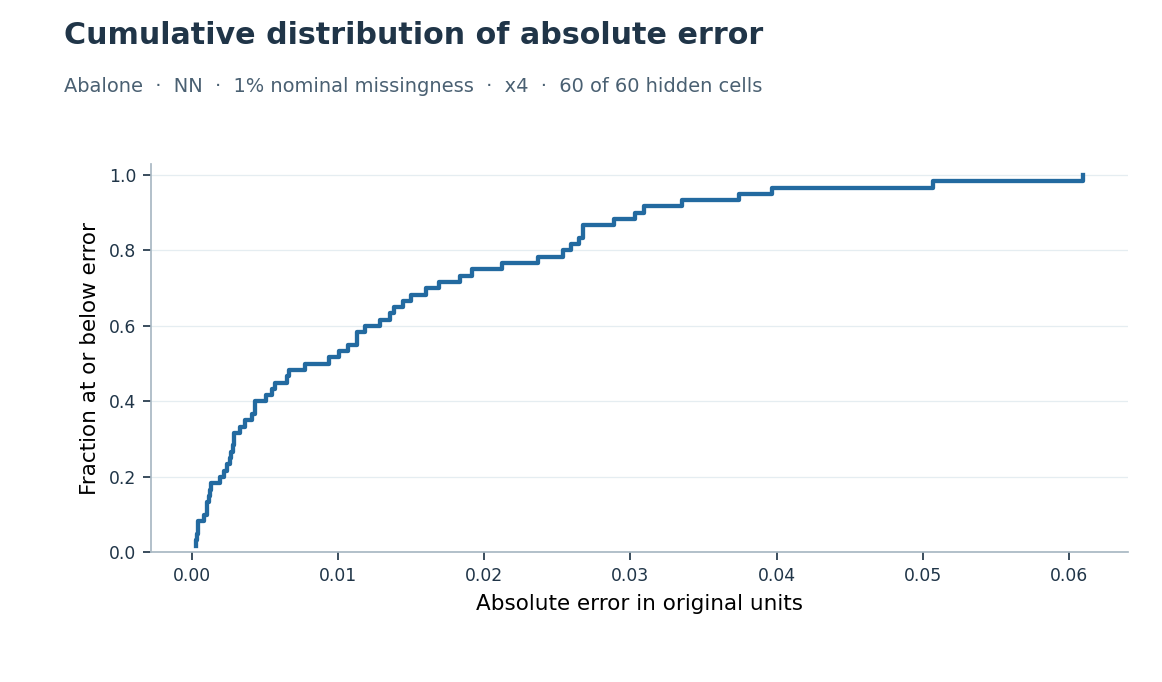 Cumulative distribution of absolute error
Abalone · NN · 1% nominal missingness · x4 · 60 of 60 hidden cells
Fraction at or below error
1.0
0.8
0.6
0.4
0.2
0.0
0.00 0.01 0.02 0.03 0.04 0.05 0.06
Absolute error in original units